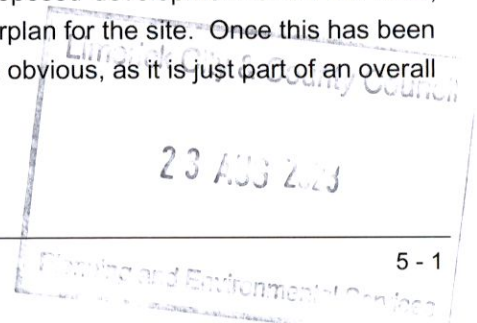 development
rplan for the site. Once this has been
obvious, as it is just part of an overall
Limerick City & County Council
23 AUG
5 - 1
Planning and Environmental Services